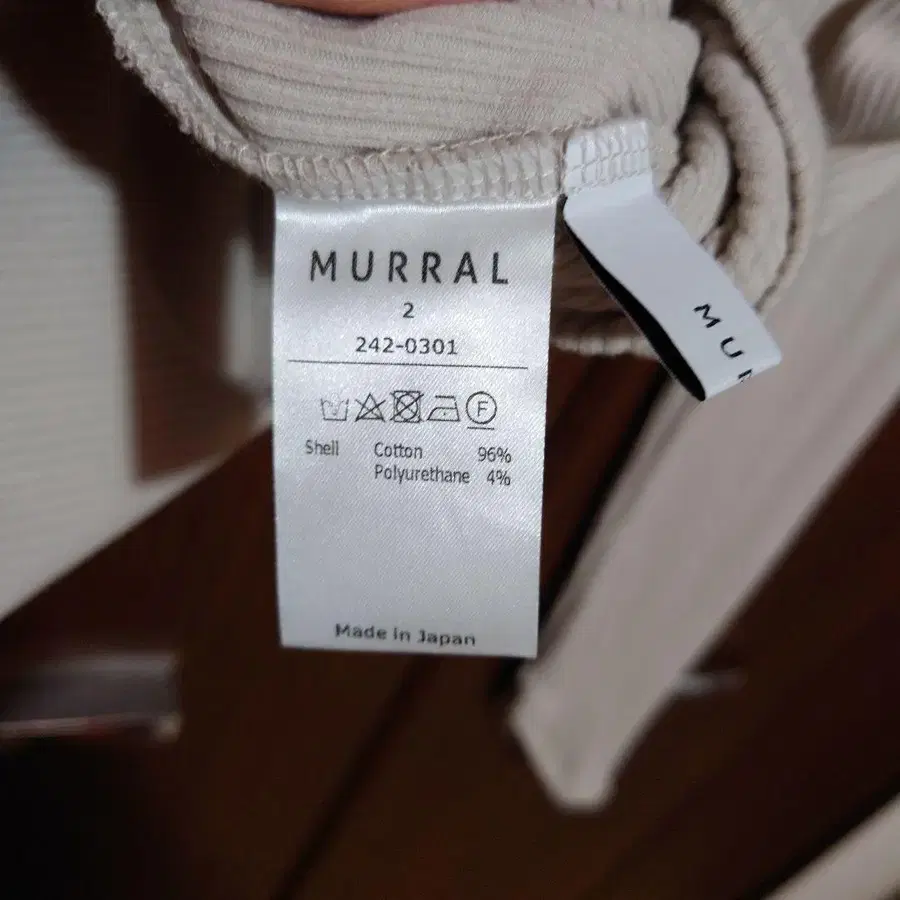 MURRAL
2
242-0301
F
Shell Cotton 96%
Polyurethane 4%
Made in Japan
MUR